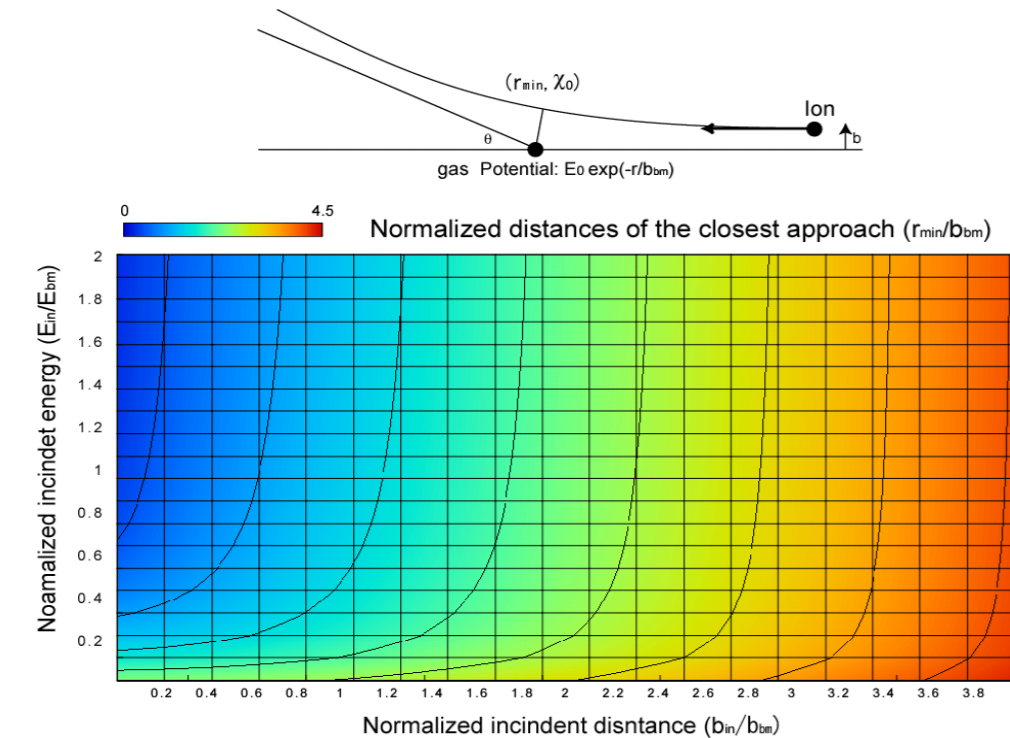 (rmin, χ0)
Ion
θ
b
gas Potential: E0 exp(-r/bbm)
0 4.5
Normalized distances of the closest approach (rmin/bbm)
Noamalized incindet energy (Ein/Ebm)
2
1.8
1.6
1.4
1.2
1
0.8
0.6
0.4
0.2
0.2 0.4 0.6 0.8 1 1.2 1.4 1.6 1.8 2 2.2 2.4 2.6 2.8 3 3.2 3.4 3.6 3.8
Normalized incindent disntance (bin/bbm)